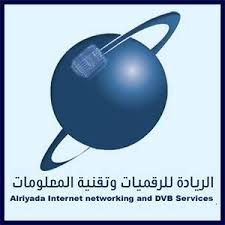 الريادة للرقميات وتقنية المعلومات
Alriyada Internet networking and DVB Services